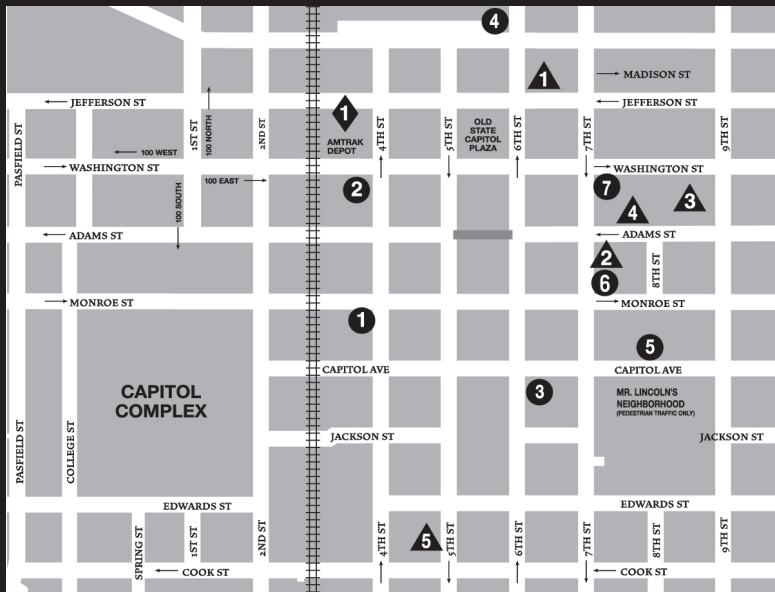 4
1
MADISON ST
JEFFERSON ST
JEFFERSON ST
PASFIELD ST
1ST ST
100 NORTH
2ND ST
1
AMTRAK
DEPOT
4TH ST
5TH ST
OLD
STATE
CAPITOL
PLAZA
6TH ST
7TH ST
9TH ST
100 WEST
WASHINGTON ST
WASHINGTON ST
100 EAST
100 SOUTH
2
7
4
3
ADAMS ST
ADAMS ST
2
6
8TH ST
MONROE ST
MONROE ST
1
5
CAPITOL AVE
CAPITOL AVE
CAPITOL
COMPLEX
3
MR. LINCOLN'S
NEIGHBORHOOD
(PEDESTRIAN TRAFFIC ONLY)
JACKSON ST
JACKSON ST
PASFIELD ST
COLLEGE ST
EDWARDS ST
EDWARDS ST
SPRING ST
1ST ST
2ND ST
4TH ST
5
5TH ST
6TH ST
7TH ST
8TH ST
9TH ST
COOK ST
COOK ST